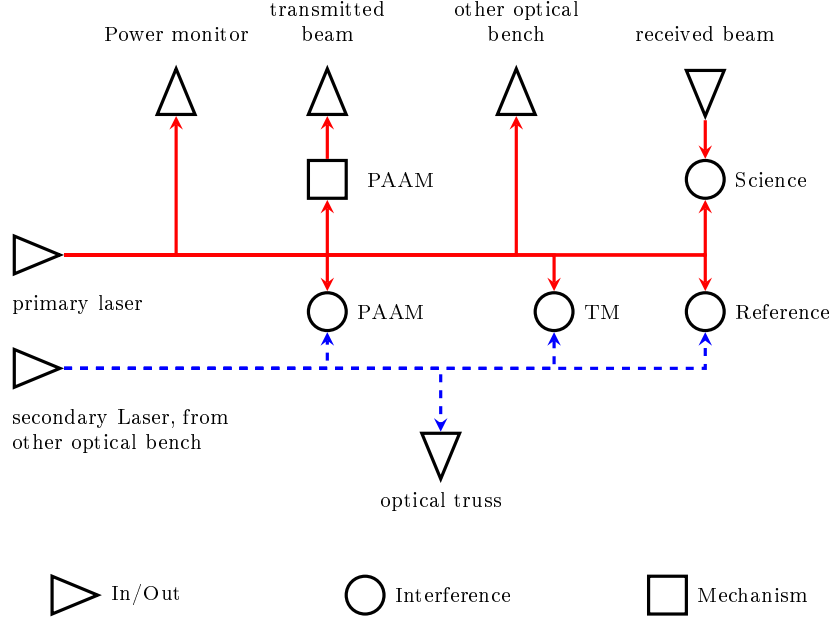 transmitted
other optical
Power monitor
beam
bench
received beam
PAAM
Science
primary laser
PAAM
TM
Reference
secondary Laser, from
other optical bench
optical truss
In/Out
Interference
Mechanism